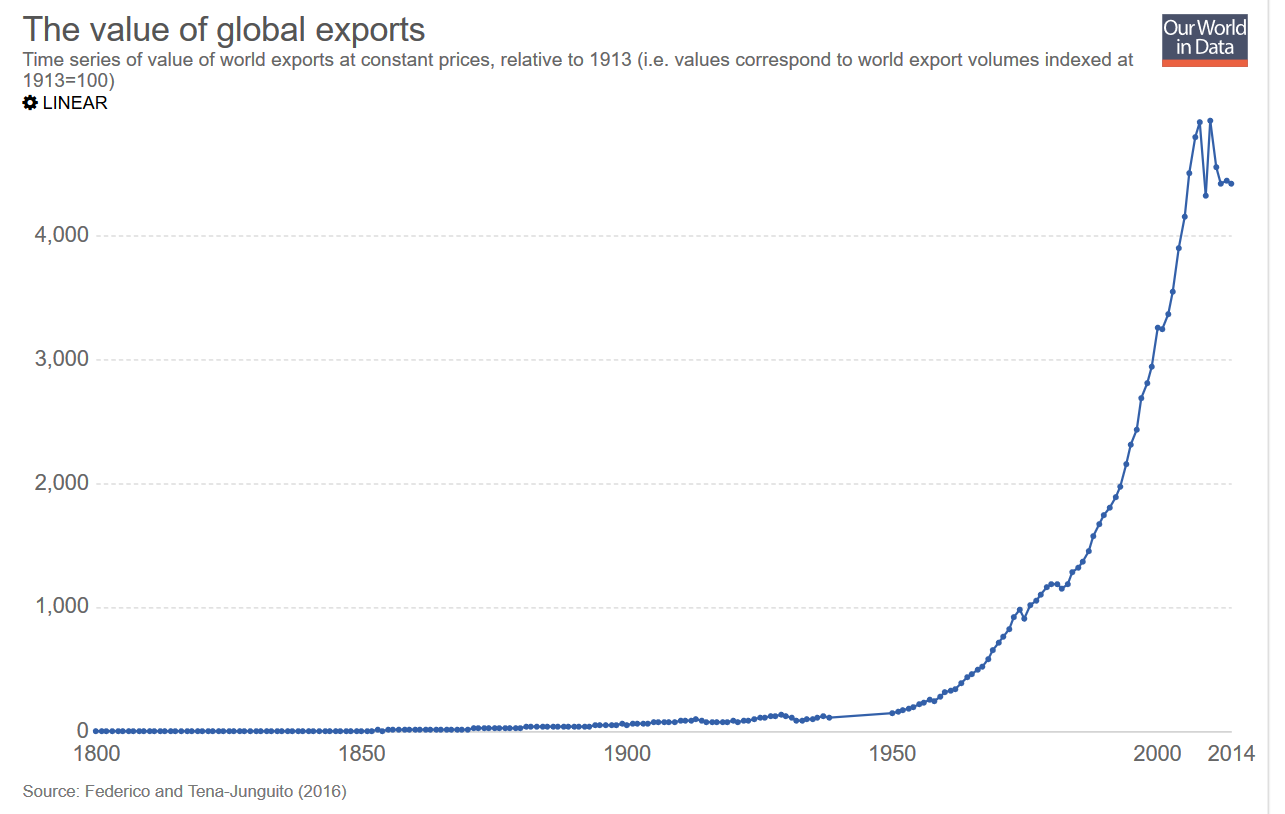 The value of global exports
Our World
in Data
Time series of value of world exports at constant prices, relative to 1913 (i.e. values correspond to world export volumes indexed at
1913=100)
LINEAR
4,000
3,000
2,000
1,000
0
1800 1850 1900 1950 2000 2014
Source: Federico and Tena-Junguito (2016)